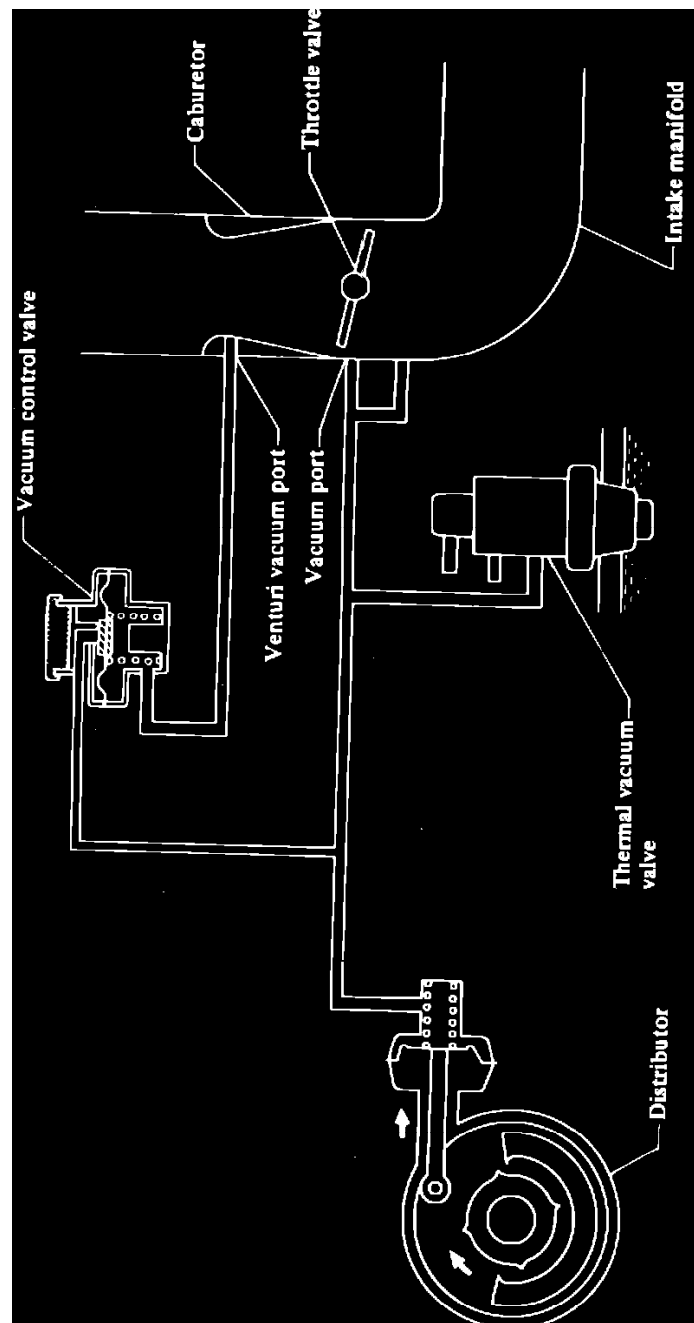 Caburetor
Throttle valve
Intake manifold
Vacuum control valve
Venturi vacuum port
Vacuum port
Thermal vacuum
valve
Distributor